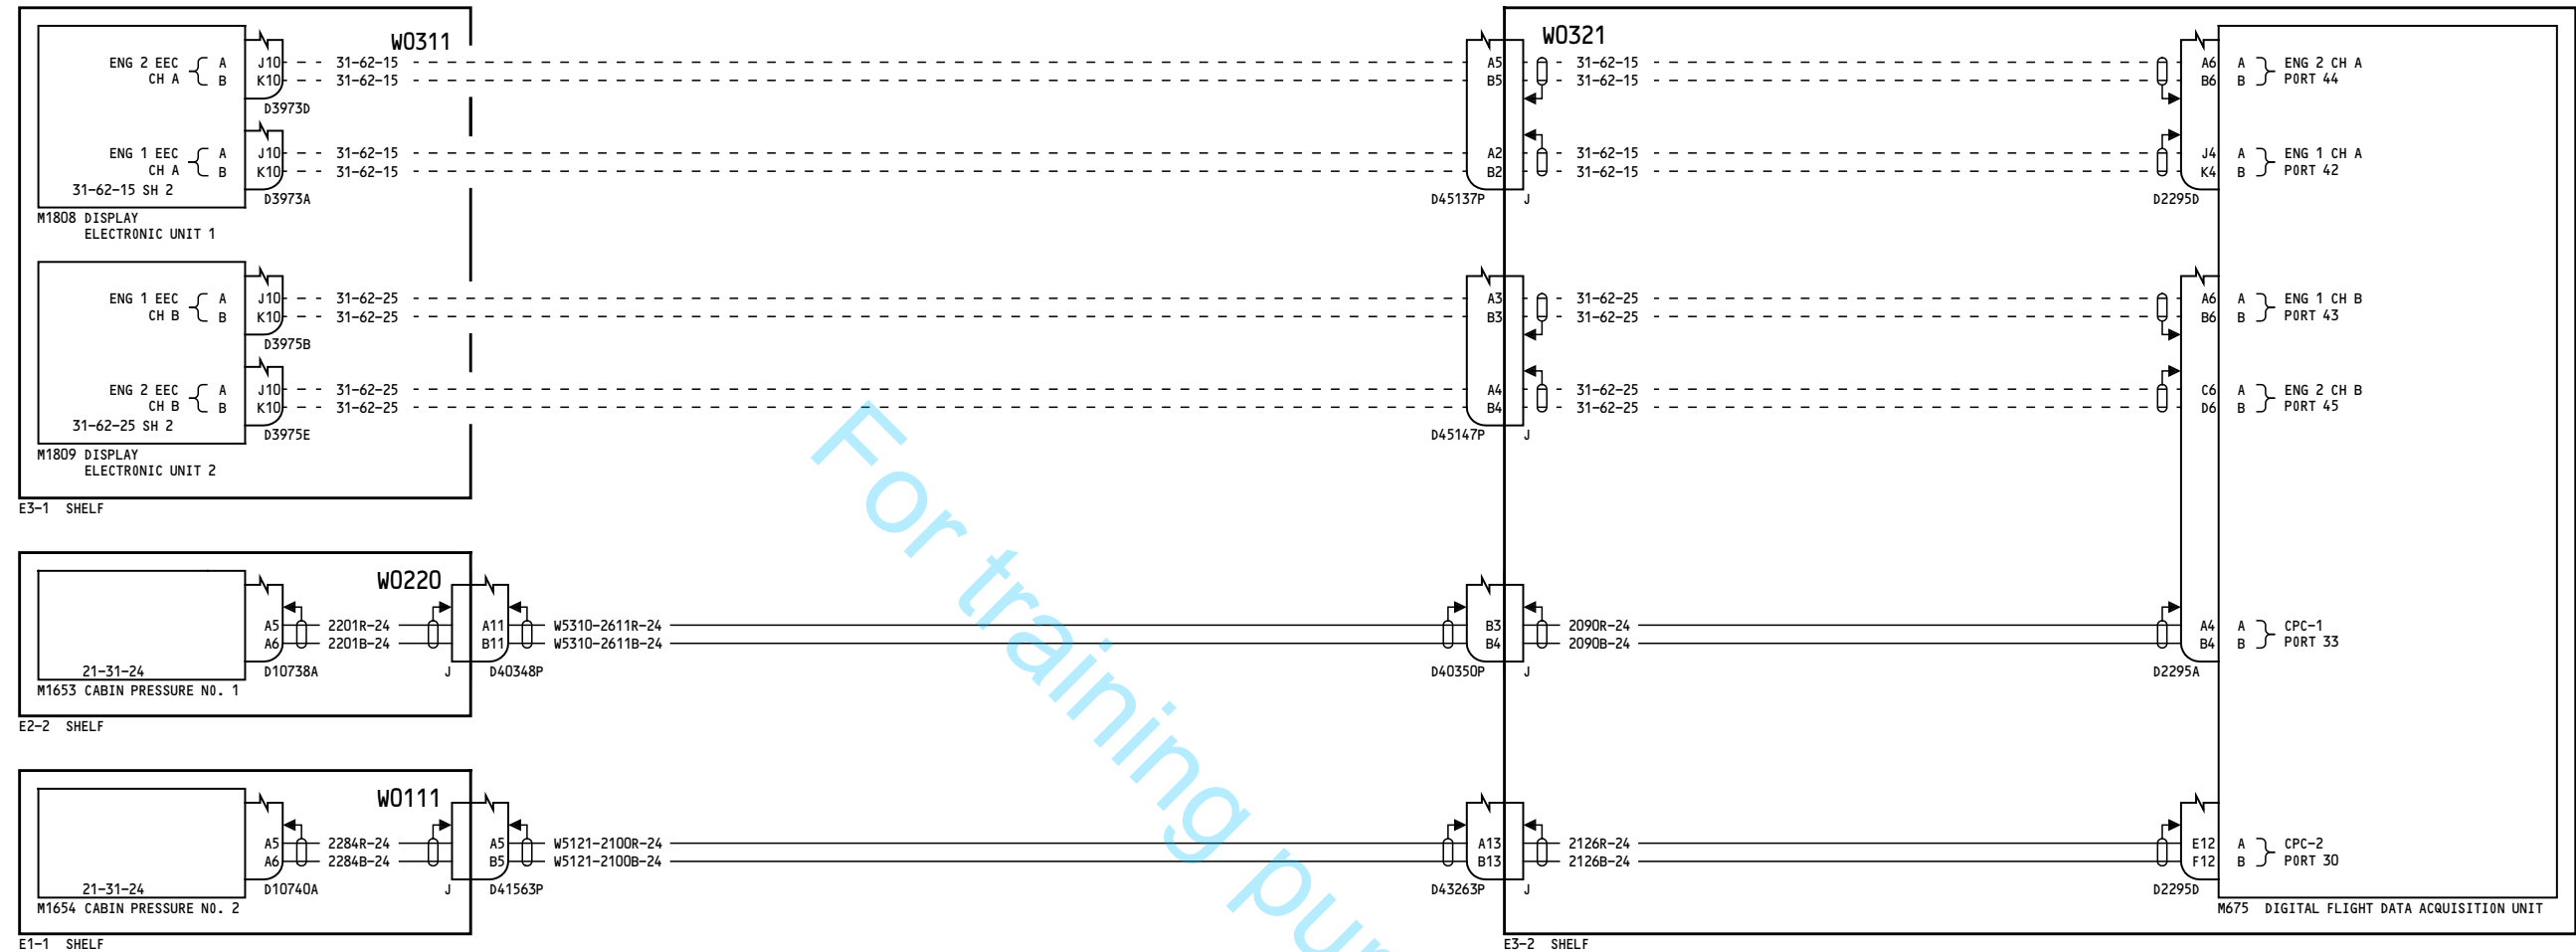 W0311
ENG 2 EEC A J10 31-62-15
CH A B K10 31-62-15
D3973D
ENG 1 EEC A J10 31-62-15
CH A B K10 31-62-15
31-62-15 SH 2
D3973A
M1808 DISPLAY
ELECTRONIC UNIT 1
ENG 1 EEC A J10 31-62-25
CH B B K10 31-62-25
D3975B
ENG 2 EEC A J10 31-62-25
CH B B K10 31-62-25
31-62-25 SH 2
D3975E
M1809 DISPLAY
ELECTRONIC UNIT 2
E3-1 SHELF
W0220
A5 2201R-24 A11 W5310-2611R-24
A6 2201B-24 B11 W5310-2611B-24
21-31-24
D10738A J D40348P
M1653 CABIN PRESSURE NO. 1
E2-2 SHELF
W0111
A5 2284R-24 A5 W5121-2100R-24
A6 2284B-24 B5 W5121-2100B-24
21-31-24
D10740A J D41563P
M1654 CABIN PRESSURE NO. 2
E1-1 SHELF
W0321
A5 31-62-15 A6 A ENG 2 CH A
B5 31-62-15 B6 B PORT 44
A2 31-62-15 J4 A ENG 1 CH A
B2 31-62-15 K4 B PORT 42
D45137P J D2295D
A3 31-62-25 A6 A ENG 1 CH B
B3 31-62-25 B6 B PORT 43
A4 31-62-25 C6 A ENG 2 CH B
B4 31-62-25 D6 B PORT 45
D45147P J
B3 2090R-24 A4 A CPC-1
B4 2090B-24 B4 B PORT 33
D40350P J D2295A
A13 2126R-24 E12 A CPC-2
B13 2126B-24 F12 B PORT 30
D43263P J D2295D
M675 DIGITAL FLIGHT DATA ACQUISITION UNIT
E3-2 SHELF
For training